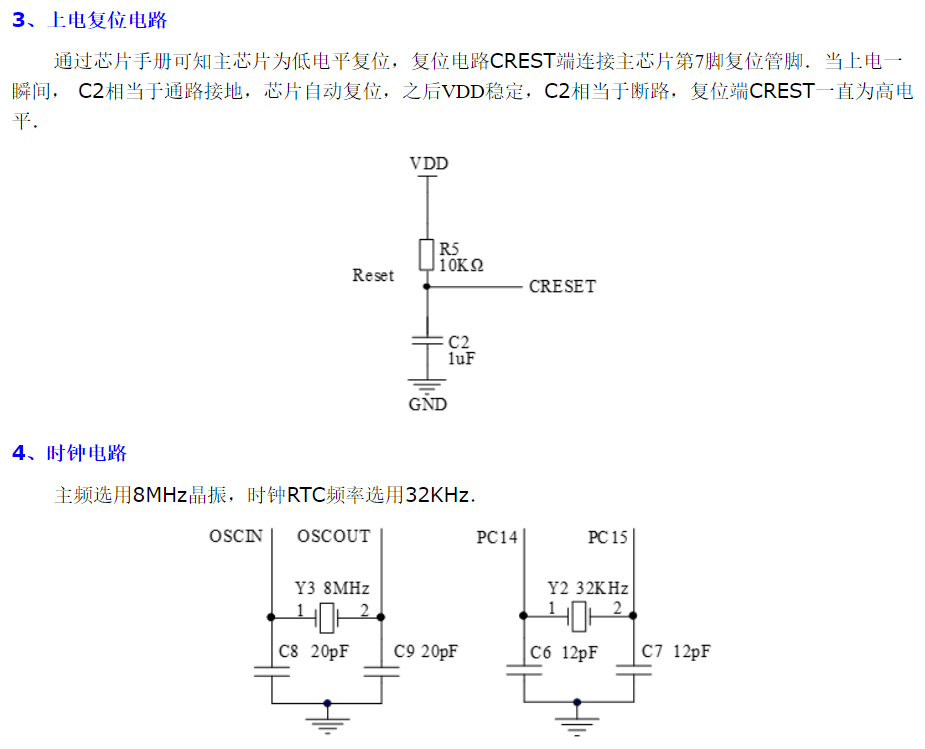 3、上电复位电路
通过芯片手册可知主芯片为低电平复位，复位电路CREST端连接主芯片第7脚复位管脚．当上电一
瞬间， C2相当于通路接地，芯片自动复位，之后VDD稳定，C2相当于断路，复位端CREST一直为高电
平．
VDD
R5
10KΩ
Reset
CRESET
C2
1uF
GND
4、时钟电路
主频选用8MHz晶振，时钟RTC频率选用32KHz．
OSCIN OSCOUT PC14 PC15
Y3 8MHz Y2 32KHz
1 2 1 2
C8 20pF C9 20pF C6 12pF C7 12pF